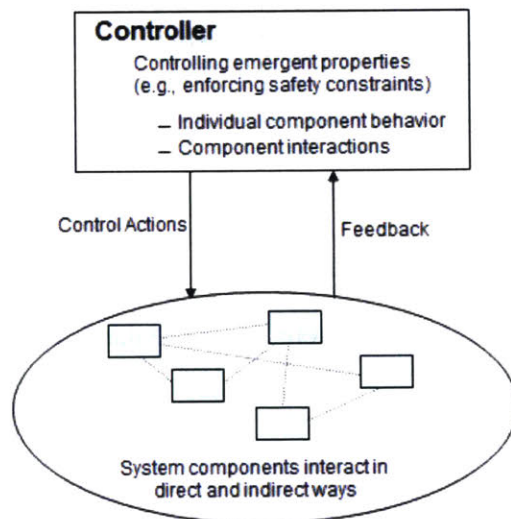 Controller
Controlling emergent properties
(e.g., enforcing safety constraints)
– Individual component behavior
– Component interactions
Control Actions
Feedback
System components interact in
direct and indirect ways